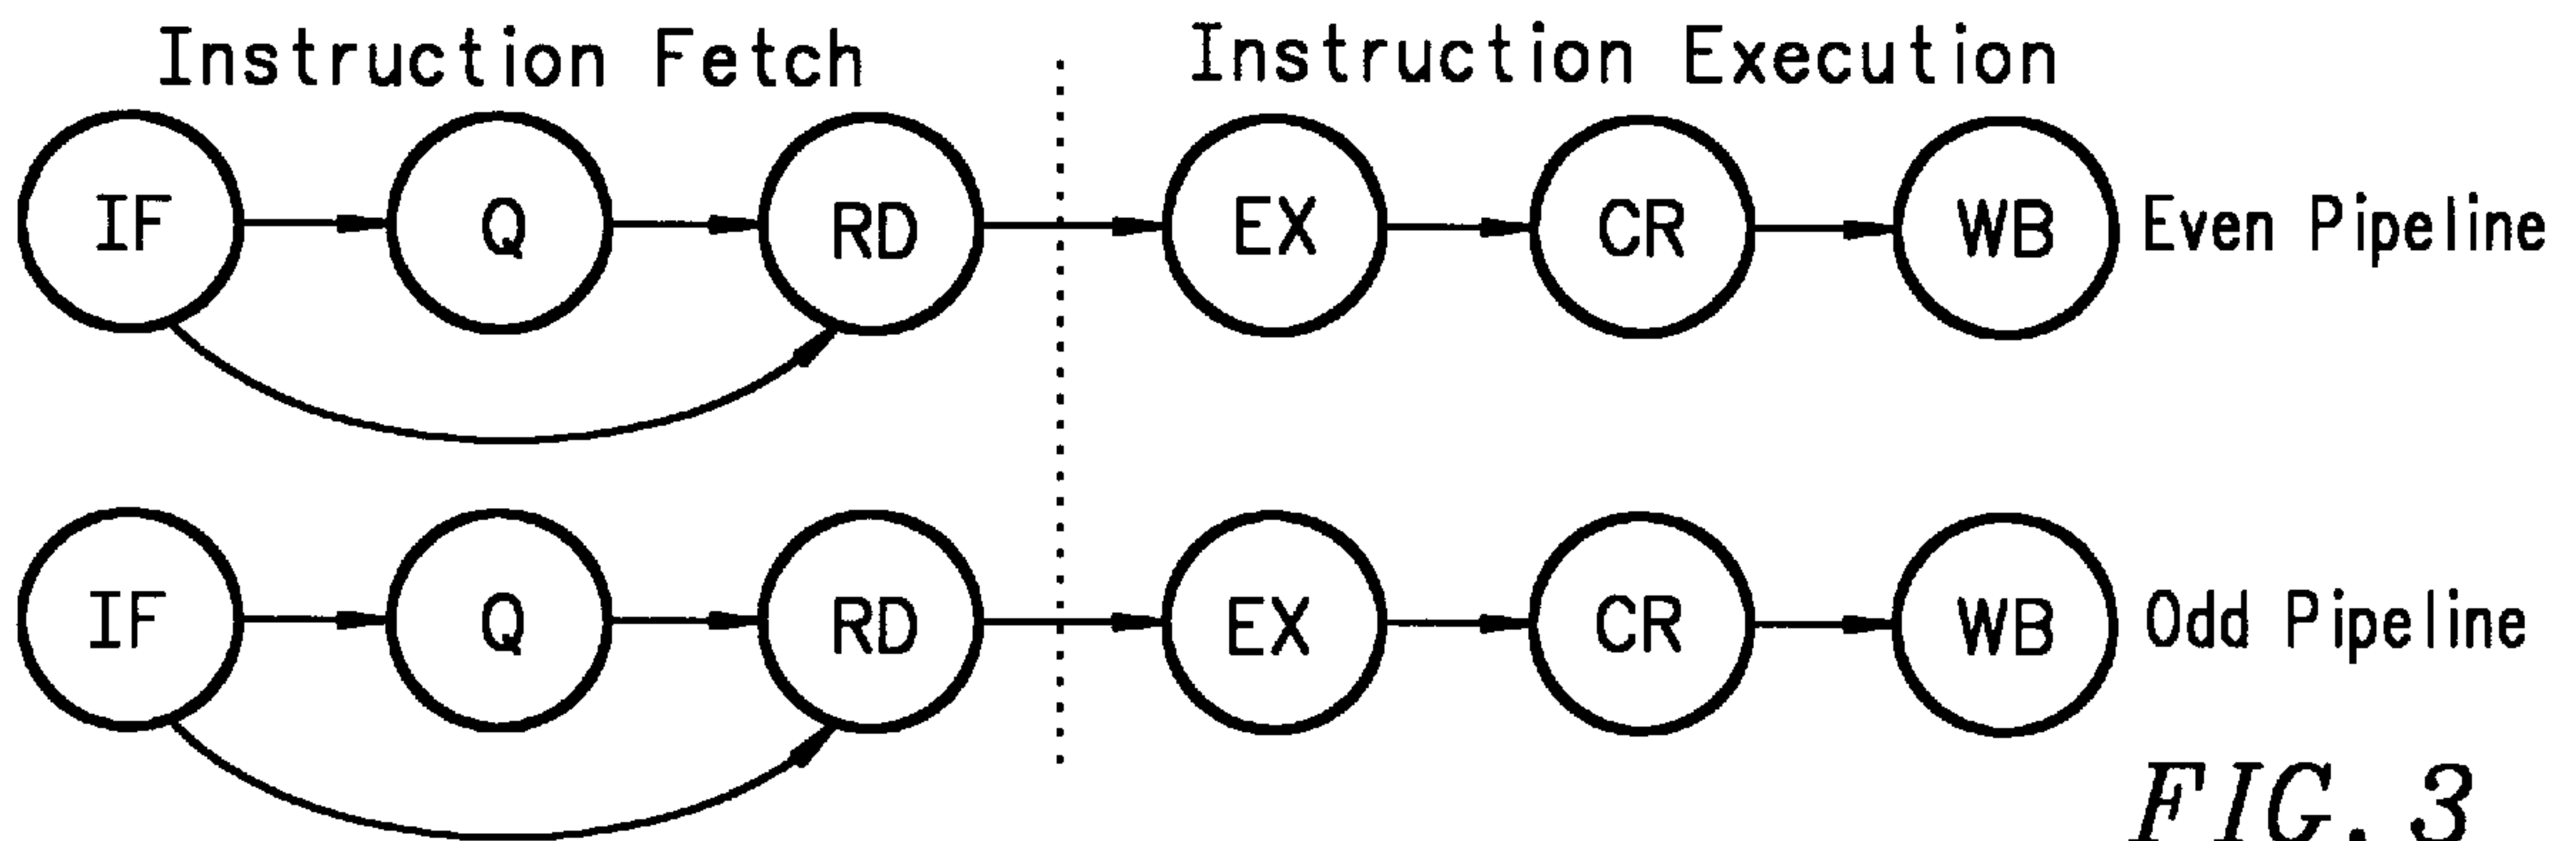 Instruction Fetch Instruction Execution
IF Q RD EX CR WB Even Pipeline
IF Q RD EX CR WB Odd Pipeline
FIG. 3